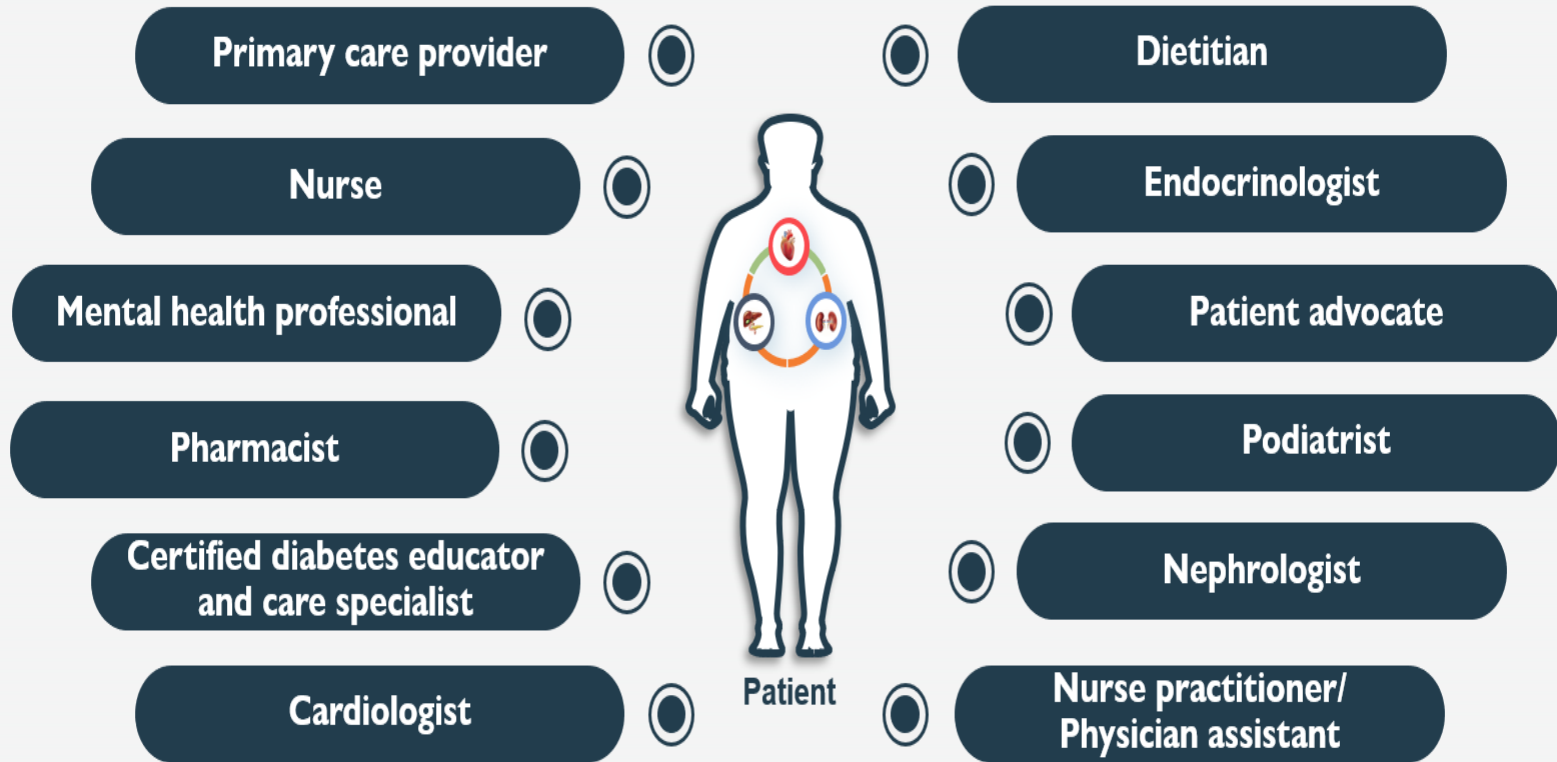 Primary care provider
Nurse
Mental health professional
Pharmacist
Certified diabetes educator
and care specialist
Cardiologist
Dietitian
Endocrinologist
Patient advocate
Podiatrist
Nephrologist
Nurse practitioner/
Physician assistant
Patient